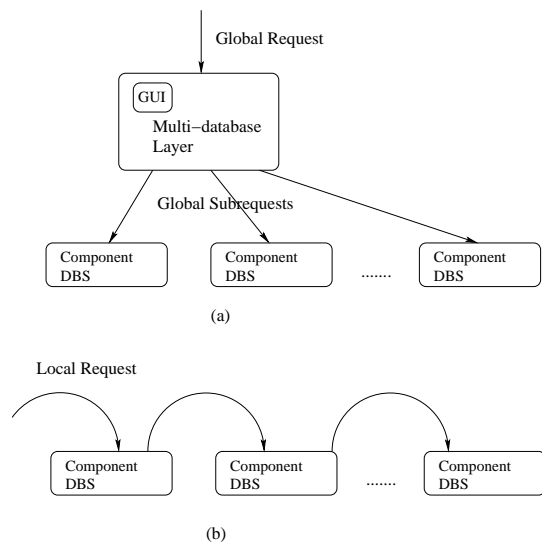 Global Request
GUI
Multi−database
Layer
Global Subrequests
Component
DBS
Component
DBS
.......
Component
DBS
(a)
Local Request
Component
DBS
Component
DBS
.......
Component
DBS
(b)